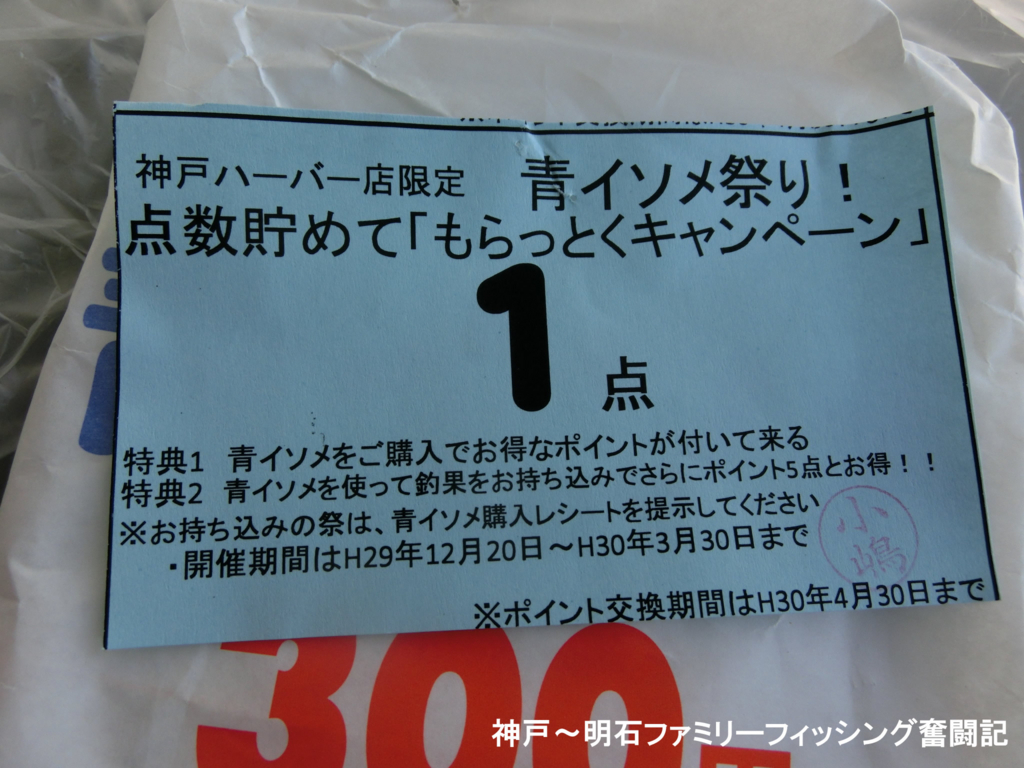 神戸ハーバー店限定 青イソメ祭り！
点数貯めて「もらっとくキャンペーン」
1点
特典1 青イソメをご購入でお得なポイントが付いて来る
特典2 青イソメを使って釣果をお持ち込みでさらにポイント5点とお得！！
※お持ち込みの祭は、青イソメ購入レシートを提示してください
・開催期間はH29年12月20日～H30年3月30日まで
小嶋
※ポイント交換期間はH30年4月30日まで
300
神戸～明石ファミリーフィッシング奮闘記